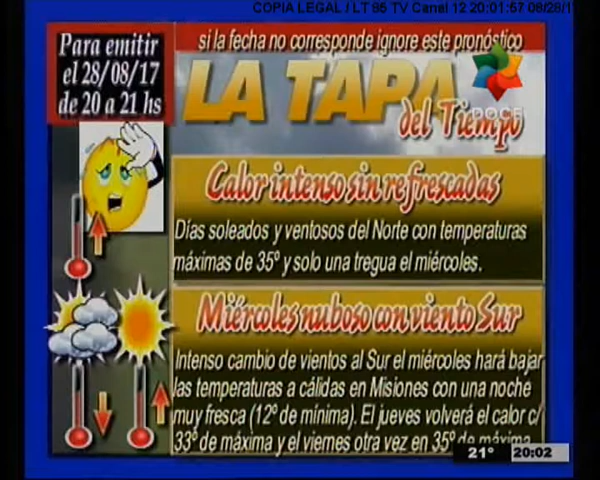 COPIA LEGAL / LT 85 TV Canal 12 20:01:57 08/28/1
Para emitir
el 28/08/17
de 20 a 21 hs
si la fecha no corresponde ignore este pronóstico
LA TAPA
del Tiempo
DOCE
Calor intenso sin refrescadas
Días soleados y ventosos del Norte con temperaturas
máximas de 35º y solo una tregua el miércoles.
Miércoles nuboso con viento Sur
Intenso cambio de vientos al Sur el miércoles hará bajar
las temperaturas a cálidas en Misiones con una noche
muy fresca (12º de mínima). El jueves volverá el calor c/
33º de máxima y el viernes otra vez en 35º de máxima
21° 20:02